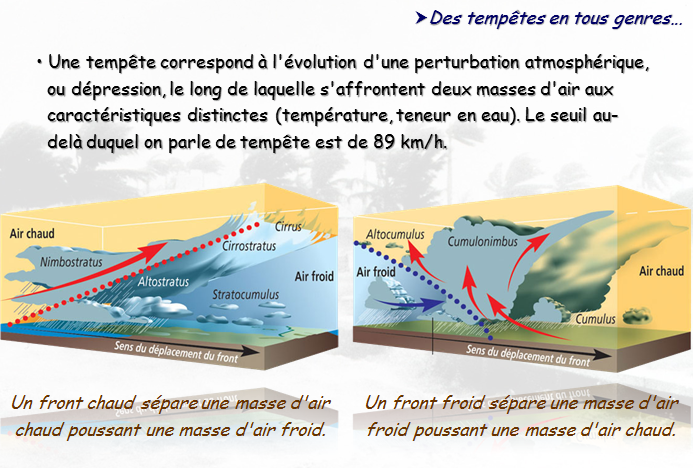 ➔Des tempêtes en tous genres…
• Une tempête correspond à l'évolution d'une perturbation atmosphérique,
ou dépression, le long de laquelle s'affrontent deux masses d'air aux
caractéristiques distinctes (température, teneur en eau). Le seuil au-
delà duquel on parle de tempête est de 89 km/h.
Air chaud
Nimbostratus
Altostratus
Cirrus
Cirrostratus
Air froid
Stratocumulus
Sens du déplacement du front
Altocumulus
Cumulonimbus
Air froid
Air chaud
Cumulus
Sens du déplacement du front
Un front chaud sépare une masse d'air
chaud poussant une masse d'air froid.
Un front froid sépare une masse d'air
froid poussant une masse d'air chaud.